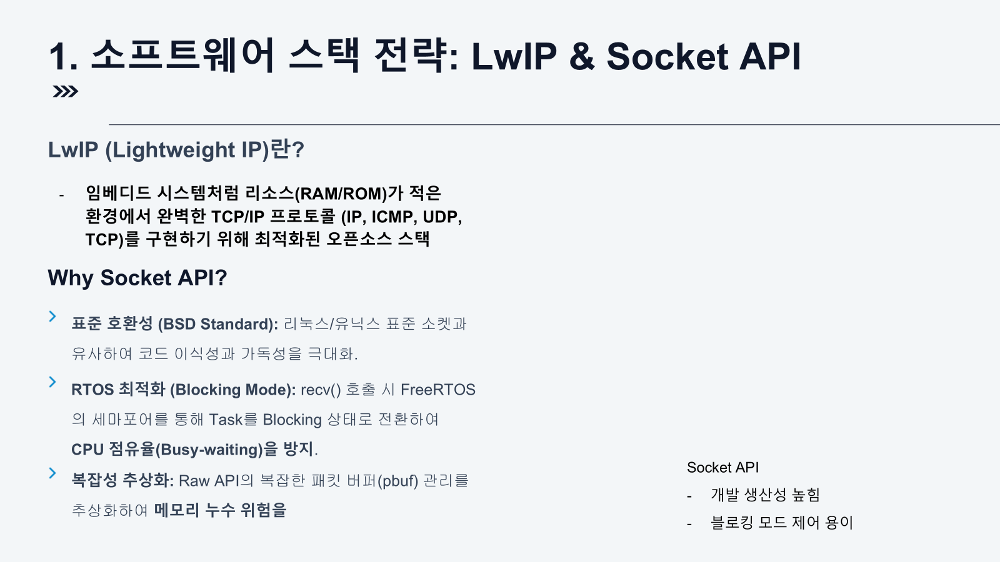 1. 소프트웨어 스택 전략: LwIP & Socket API
LwIP (Lightweight IP)란?
- 임베디드 시스템처럼 리소스(RAM/ROM)가 적은
환경에서 완벽한 TCP/IP 프로토콜 (IP, ICMP, UDP,
TCP)를 구현하기 위해 최적화된 오픈소스 스택
Why Socket API?
표준 호환성 (BSD Standard): 리눅스/유닉스 표준 소켓과
유사하여 코드 이식성과 가독성을 극대화.
RTOS 최적화 (Blocking Mode): recv() 호출 시 FreeRTOS
의 세마포어를 통해 Task를 Blocking 상태로 전환하여
CPU 점유율(Busy-waiting)을 방지.
복잡성 추상화: Raw API의 복잡한 패킷 버퍼(pbuf) 관리를
추상화하여 메모리 누수 위험을
Socket API
- 개발 생산성 높힘
- 블로킹 모드 제어 용이